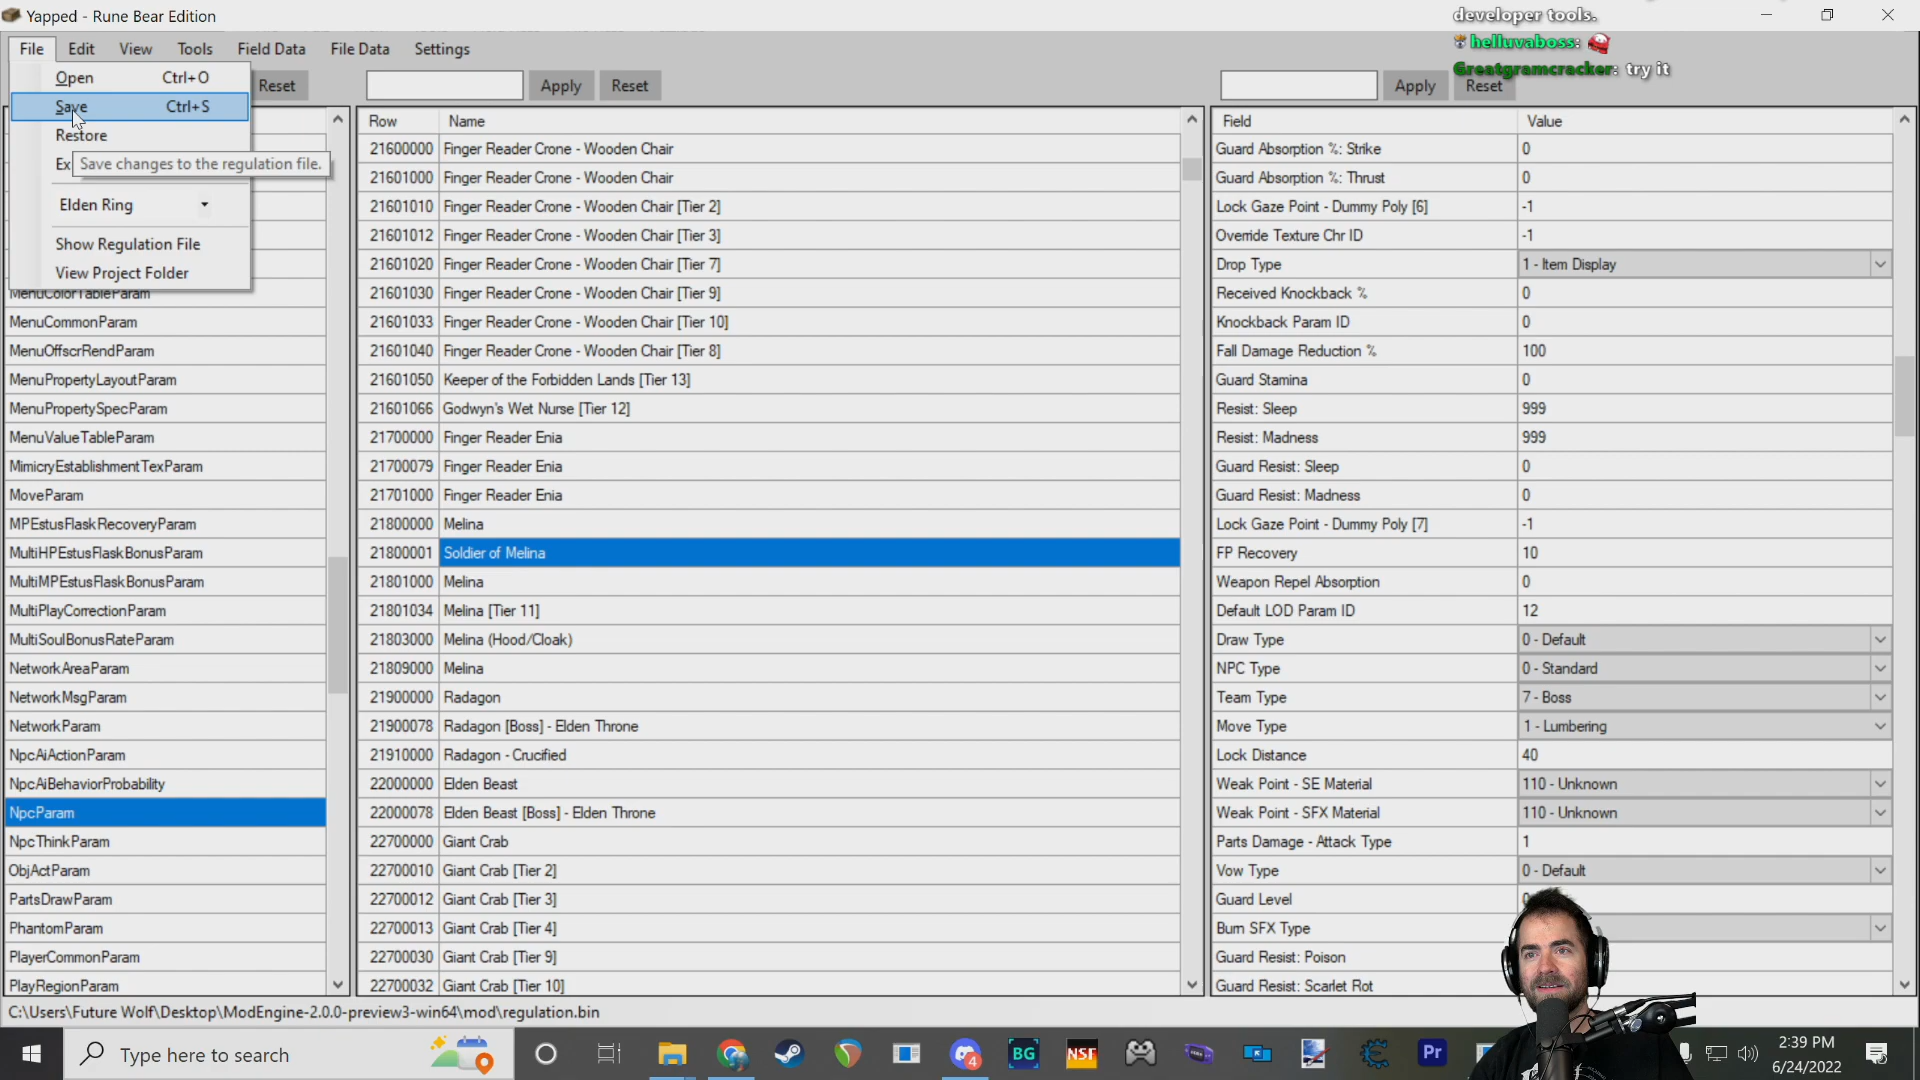 Yapped - Rune Bear Edition
developer tools.
File Edit View Tools Field Data File Data Settings
helluvaboss:
Greatgramcracker: try it
Open Ctrl+O
Reset
Apply Reset
Apply Reset
Save Ctrl+S
Restore
Ex
Save changes to the regulation file.
Elden Ring
Show Regulation File
View Project Folder
MenuColorTableParam
MenuCommonParam
MenuOffscrRendParam
MenuPropertyLayoutParam
MenuPropertySpecParam
MenuValueTableParam
MimicryEstablishmentTexParam
MoveParam
MPEstusFlaskRecoveryParam
MultiHPEstusFlaskBonusParam
MultiMPEstusFlaskBonusParam
MultiPlayCorrectionParam
MultiSoulBonusRateParam
NetworkAreaParam
NetworkMsgParam
NetworkParam
NpcAiActionParam
NpcAiBehaviorProbability
NpcParam
NpcThinkParam
ObjActParam
PartsDrawParam
PhantomParam
PlayerCommonParam
PlayRegionParam
Row Name
21600000 Finger Reader Crone - Wooden Chair
21601000 Finger Reader Crone - Wooden Chair
21601010 Finger Reader Crone - Wooden Chair [Tier 2]
21601012 Finger Reader Crone - Wooden Chair [Tier 3]
21601020 Finger Reader Crone - Wooden Chair [Tier 7]
21601030 Finger Reader Crone - Wooden Chair [Tier 9]
21601033 Finger Reader Crone - Wooden Chair [Tier 10]
21601040 Finger Reader Crone - Wooden Chair [Tier 8]
21601050 Keeper of the Forbidden Lands [Tier 13]
21601066 Godwyn's Wet Nurse [Tier 12]
21700000 Finger Reader Enia
21700079 Finger Reader Enia
21701000 Finger Reader Enia
21800000 Melina
21800001 Soldier of Melina
21801000 Melina
21801034 Melina [Tier 11]
21803000 Melina (Hood/Cloak)
21809000 Melina
21900000 Radagon
21900078 Radagon [Boss] - Elden Throne
21910000 Radagon - Crucified
22000000 Elden Beast
22000078 Elden Beast [Boss] - Elden Throne
22700000 Giant Crab
22700010 Giant Crab [Tier 2]
22700012 Giant Crab [Tier 3]
22700013 Giant Crab [Tier 4]
22700030 Giant Crab [Tier 9]
22700032 Giant Crab [Tier 10]
Field Value
Guard Absorption %: Strike 0
Guard Absorption %: Thrust 0
Lock Gaze Point - Dummy Poly [6] -1
Override Texture Chr ID -1
Drop Type 1 - Item Display
Received Knockback % 0
Knockback Param ID 0
Fall Damage Reduction % 100
Guard Stamina 0
Resist: Sleep 999
Resist: Madness 999
Guard Resist: Sleep 0
Guard Resist: Madness 0
Lock Gaze Point - Dummy Poly [7] -1
FP Recovery 10
Weapon Repel Absorption 0
Default LOD Param ID 12
Draw Type 0 - Default
NPC Type 0 - Standard
Team Type 7 - Boss
Move Type 1 - Lumbering
Lock Distance 40
Weak Point - SE Material 110 - Unknown
Weak Point - SFX Material 110 - Unknown
Parts Damage - Attack Type 1
Vow Type 0 - Default
Guard Level
Burn SFX Type
Guard Resist: Poison
Guard Resist: Scarlet Rot
C:\Users\Future Wolf\Desktop\ModEngine-2.0.0-preview3-win64\mod\regulation.bin
Type here to search
4
BG
NSF
Pr
2:39 PM
6/24/2022